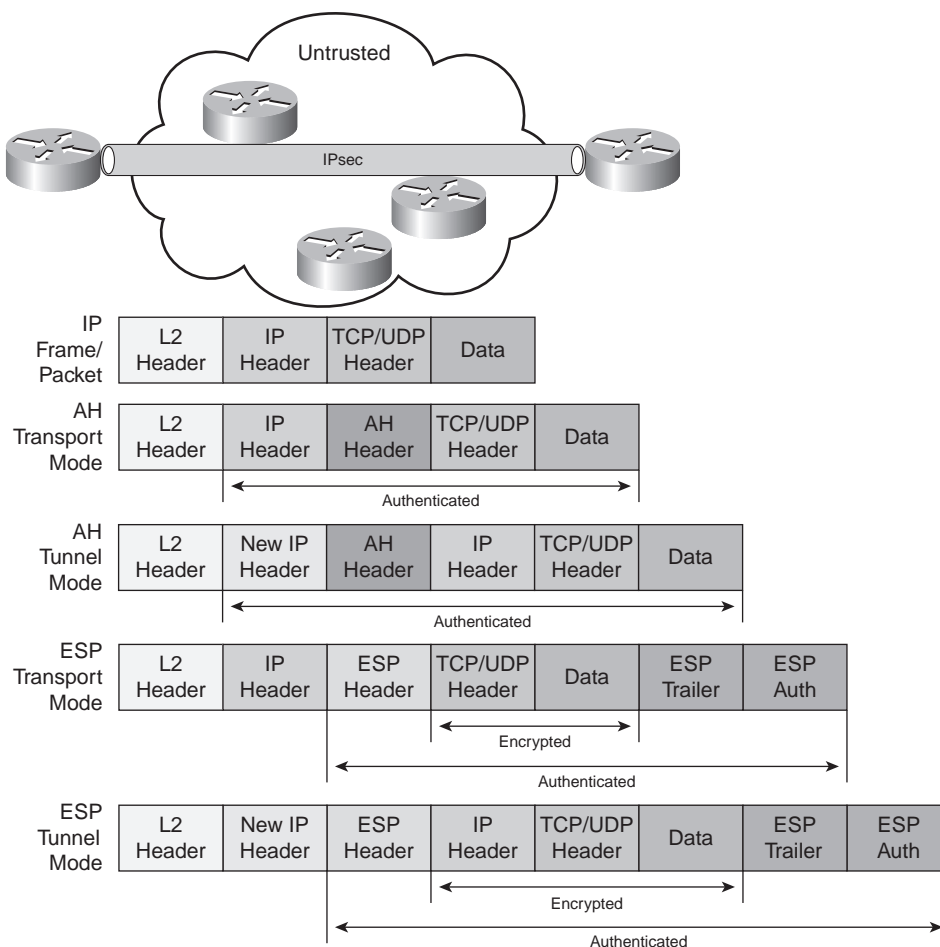 Untrusted
IPsec
IP
Frame/
Packet
L2
Header
IP
Header
TCP/UDP
Header
Data
AH
Transport
Mode
L2
Header
IP
Header
AH
Header
TCP/UDP
Header
Data
Authenticated
AH
Tunnel
Mode
L2
Header
New IP
Header
AH
Header
IP
Header
TCP/UDP
Header
Data
Authenticated
ESP
Transport
Mode
L2
Header
IP
Header
ESP
Header
TCP/UDP
Header
Data
ESP
Trailer
ESP
Auth
Encrypted
Authenticated
ESP
Tunnel
Mode
L2
Header
New IP
Header
ESP
Header
IP
Header
TCP/UDP
Header
Data
ESP
Trailer
ESP
Auth
Encrypted
Authenticated